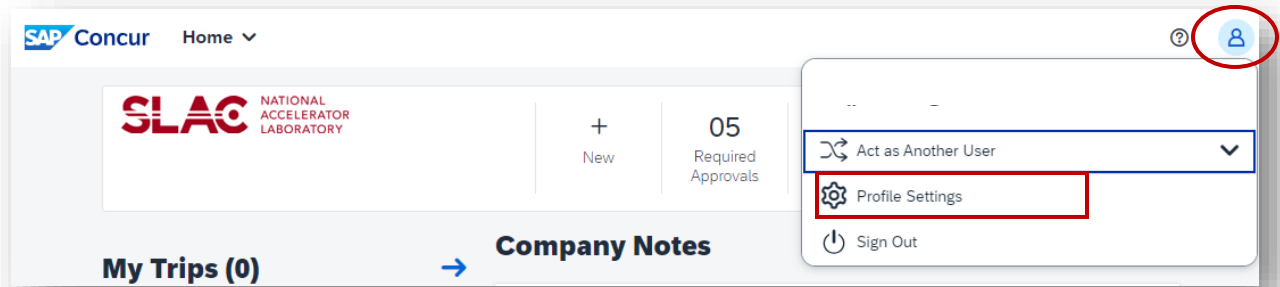 SAP Concur Home
SLAC NATIONAL
ACCELERATOR
LABORATORY
+
New
05
Required
Approvals
Act as Another User
Profile Settings
Sign Out
Company Notes
My Trips (0)